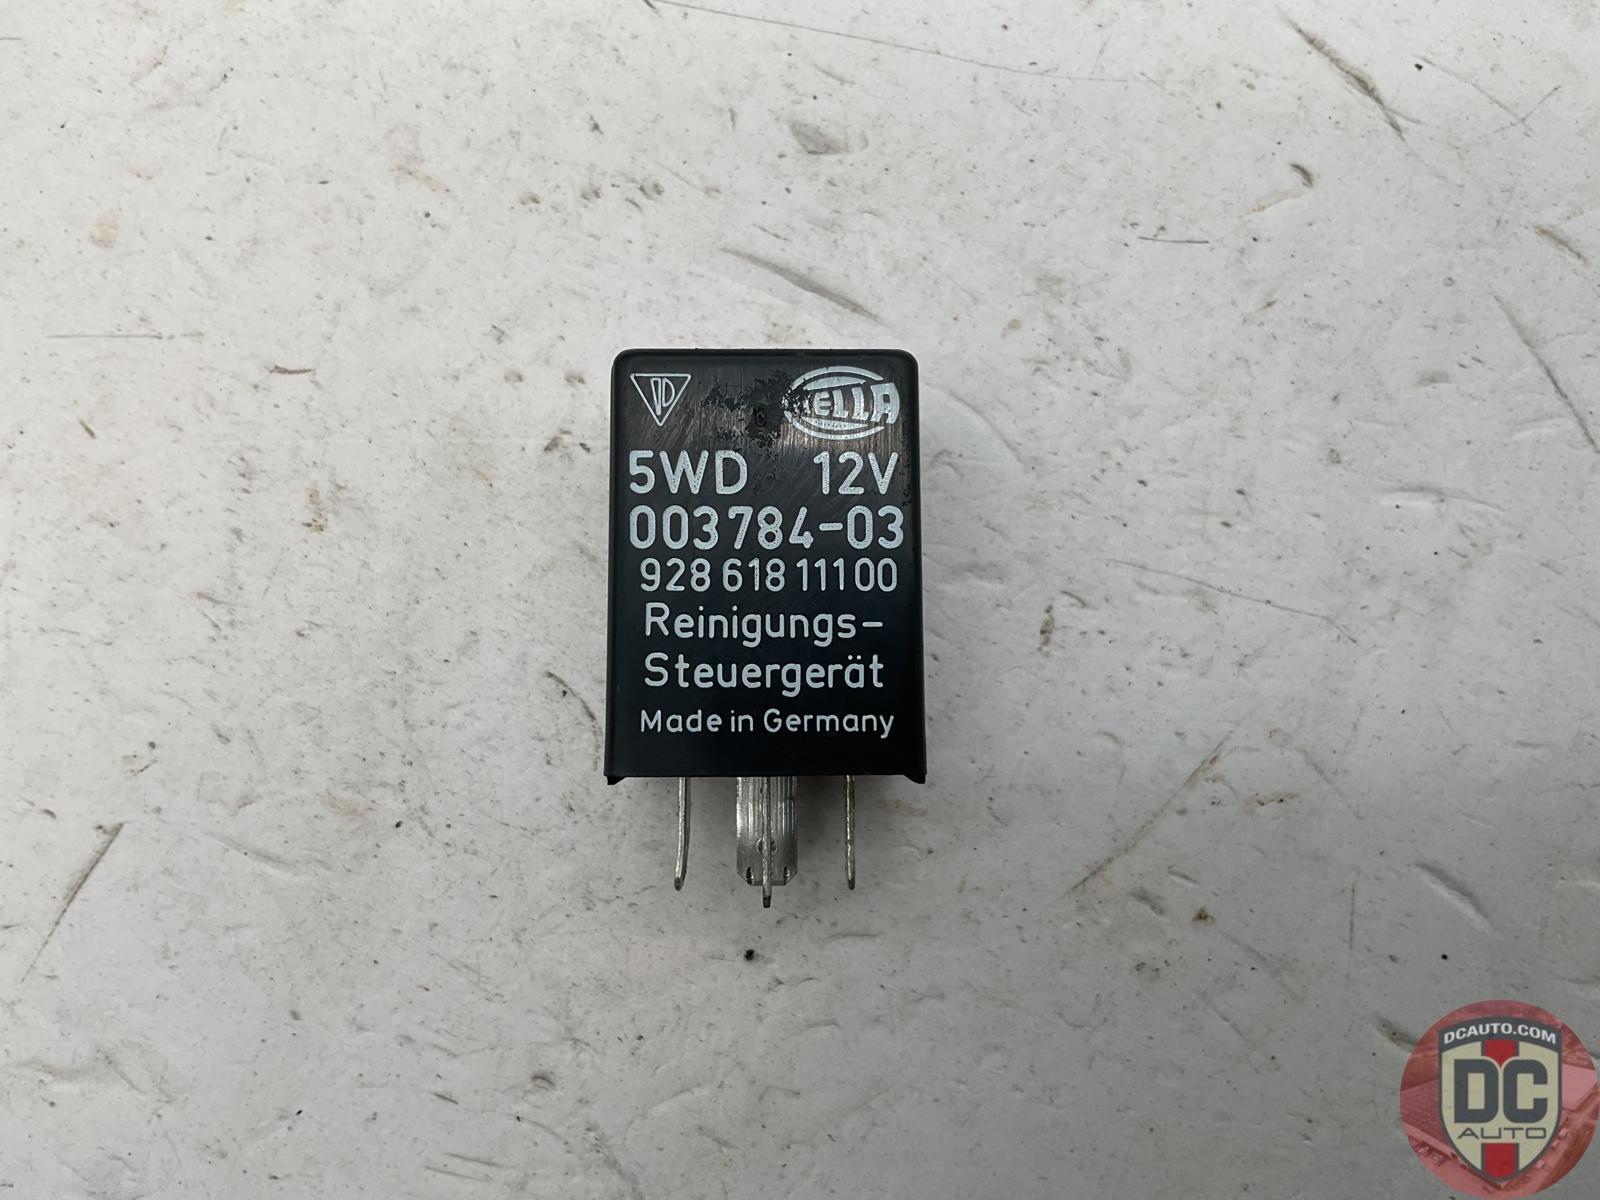 HELLA
5WD 12V
003784-03
928 618 111 00
Reinigungs-
Steuergerät
Made in Germany
DCAUTO.COM
DC
AUTO